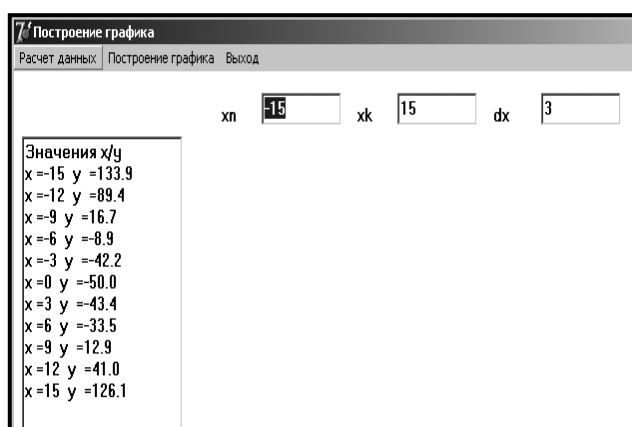 Построение графика
Расчет данных Построение графика Выход
xn -15 xk 15 dx 3
Значения x/y
x =-15 y =133.9
x =-12 y =89.4
x =-9 y =16.7
x =-6 y =-8.9
x =-3 y =-42.2
x =0 y =-50.0
x =3 y =-43.4
x =6 y =-33.5
x =9 y =12.9
x =12 y =41.0
x =15 y =126.1